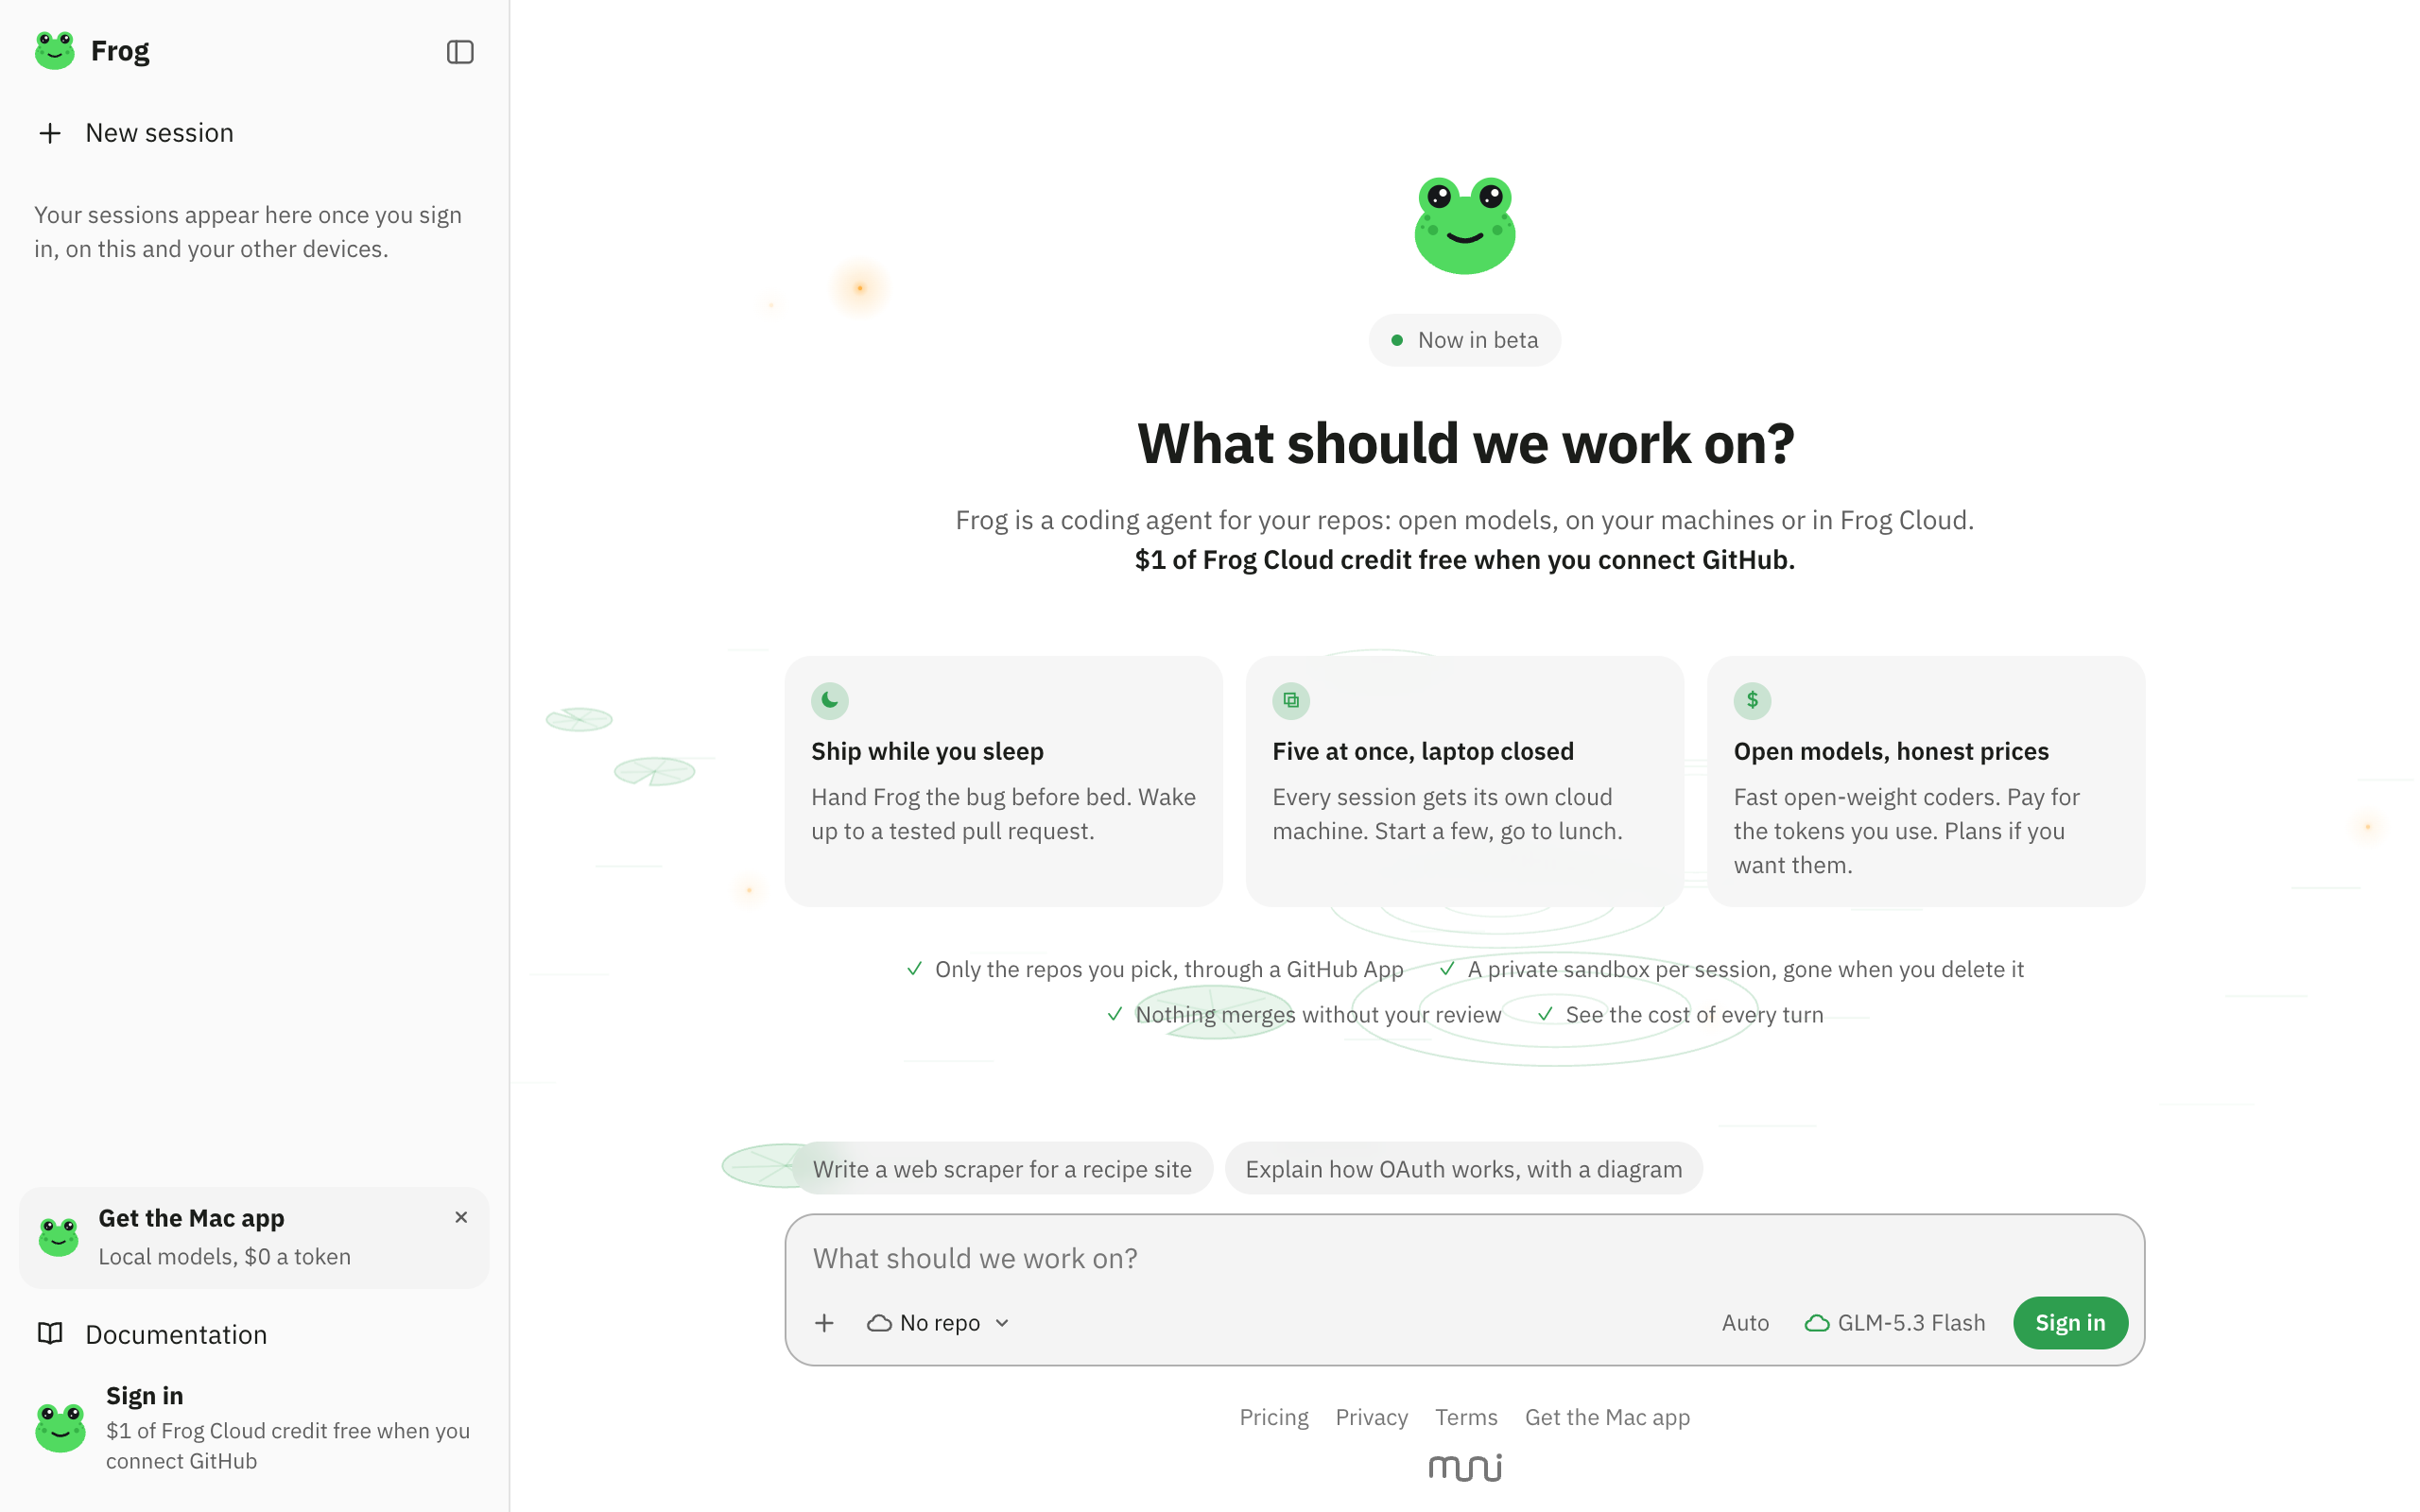 Frog
New session
Your sessions appear here once you sign
in, on this and your other devices.
Get the Mac app
Local models, $0 a token
Documentation
Sign in
$1 of Frog Cloud credit free when you
connect GitHub
Now in beta
What should we work on?
Frog is a coding agent for your repos: open models, on your machines or in Frog Cloud.
$1 of Frog Cloud credit free when you connect GitHub.
Ship while you sleep
Hand Frog the bug before bed. Wake
up to a tested pull request.
Five at once, laptop closed
Every session gets its own cloud
machine. Start a few, go to lunch.
$
Open models, honest prices
Fast open-weight coders. Pay for
the tokens you use. Plans if you
want them.
Only the repos you pick, through a GitHub App
A private sandbox per session, gone when you delete it
Nothing merges without your review
See the cost of every turn
Write a web scraper for a recipe site
Explain how OAuth works, with a diagram
What should we work on?
No repo
Auto
GLM-5.3 Flash
Sign in
Pricing
Privacy
Terms
Get the Mac app
muni